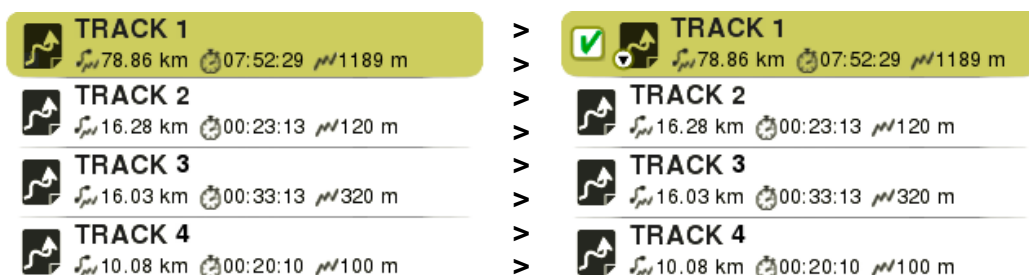 TRACK 1
78.86 km 07:52:29 1189 m
TRACK 2
16.28 km 00:23:13 120 m
TRACK 3
16.03 km 00:33:13 320 m
TRACK 4
10.08 km 00:20:10 100 m
>
>
>
>
>
>
>
>
TRACK 1
78.86 km 07:52:29 1189 m
TRACK 2
16.28 km 00:23:13 120 m
TRACK 3
16.03 km 00:33:13 320 m
TRACK 4
10.08 km 00:20:10 100 m